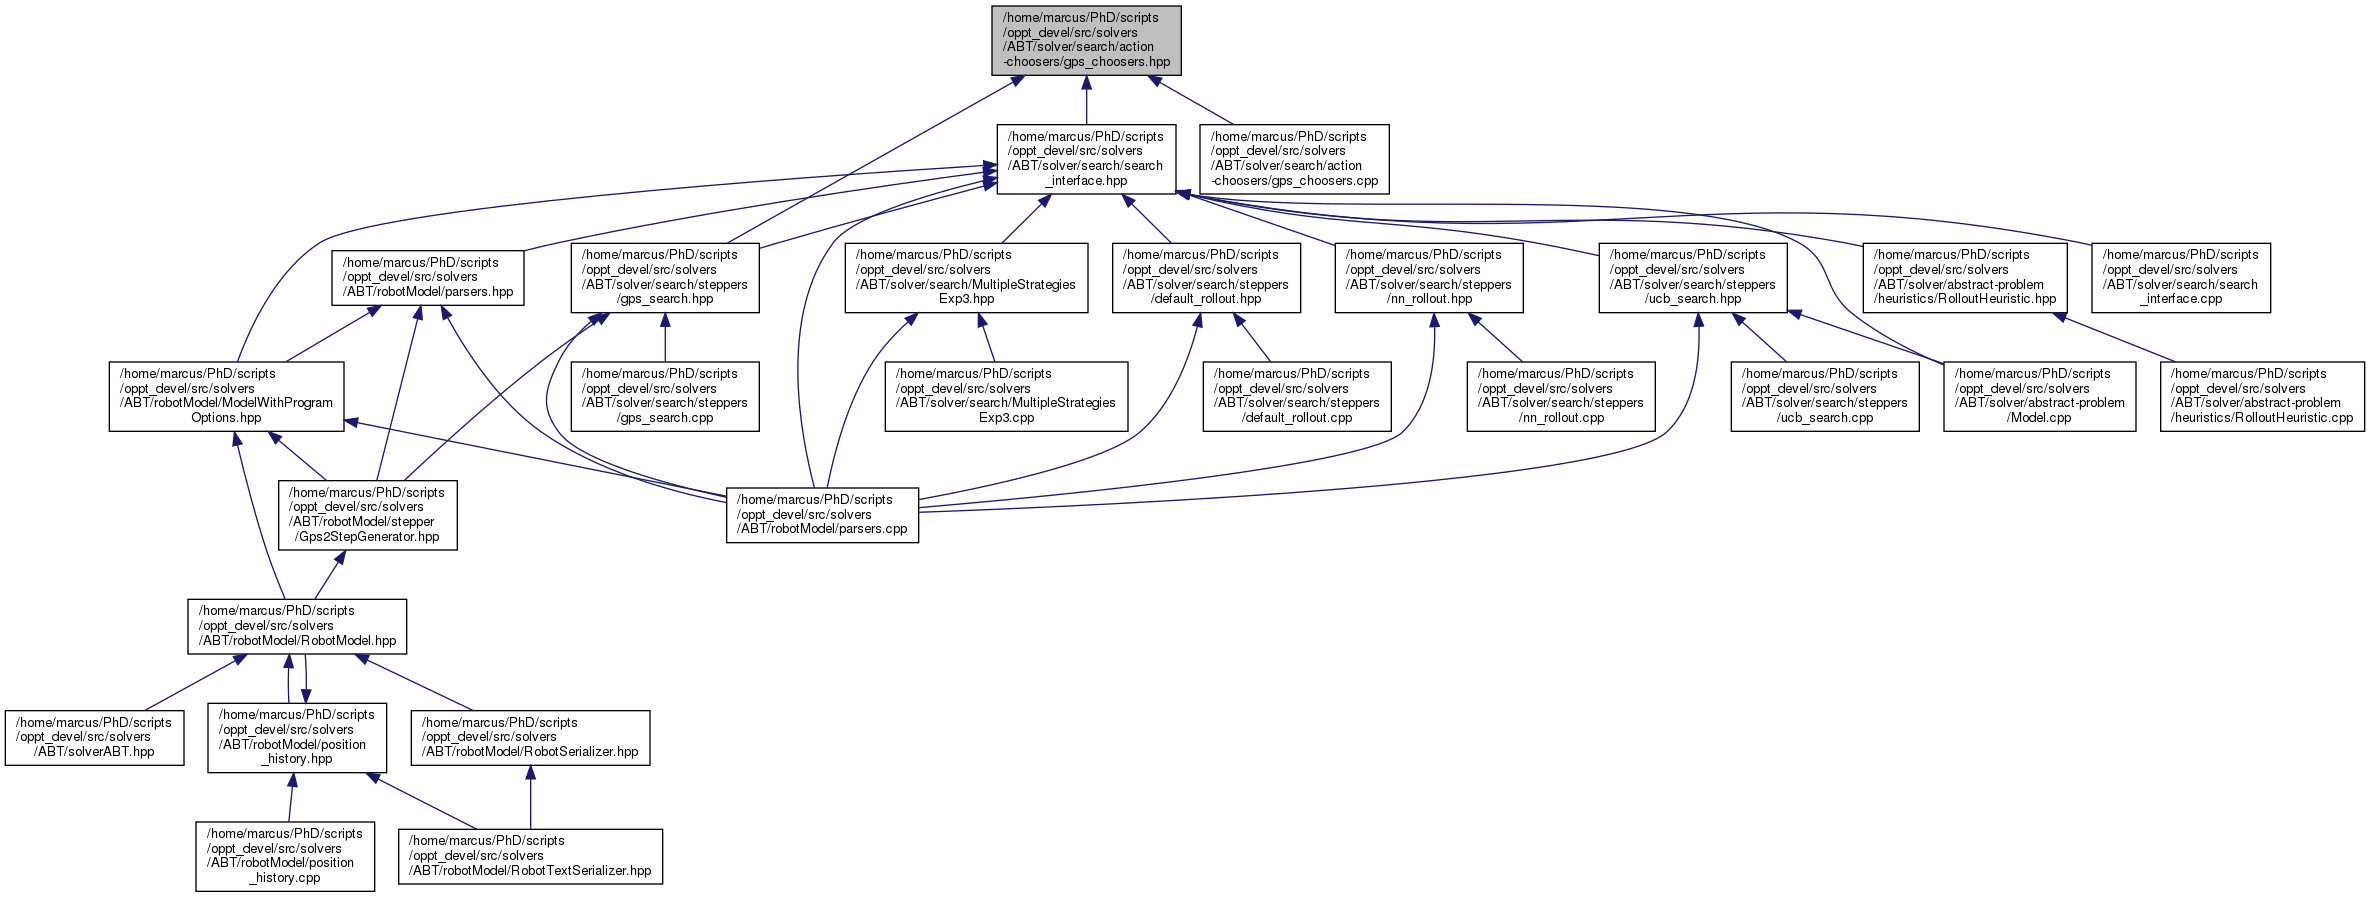 /home/marcus/PhD/scripts
/oppt_devel/src/solvers
/ABT/solver/search/action
-choosers/gps_choosers.hpp
/home/marcus/PhD/scripts
/oppt_devel/src/solvers
/ABT/solver/search/search
_interface.hpp
/home/marcus/PhD/scripts
/oppt_devel/src/solvers
/ABT/solver/search/action
-choosers/gps_choosers.cpp
/home/marcus/PhD/scripts
/oppt_devel/src/solvers
/ABT/robotModel/parsers.hpp
/home/marcus/PhD/scripts
/oppt_devel/src/solvers
/ABT/solver/search/steppers
/gps_search.hpp
/home/marcus/PhD/scripts
/oppt_devel/src/solvers
/ABT/solver/search/MultipleStrategies
Exp3.hpp
/home/marcus/PhD/scripts
/oppt_devel/src/solvers
/ABT/solver/search/steppers
/default_rollout.hpp
/home/marcus/PhD/scripts
/oppt_devel/src/solvers
/ABT/solver/search/steppers
/nn_rollout.hpp
/home/marcus/PhD/scripts
/oppt_devel/src/solvers
/ABT/solver/search/steppers
/ucb_search.hpp
/home/marcus/PhD/scripts
/oppt_devel/src/solvers
/ABT/solver/abstract-problem
/heuristics/RolloutHeuristic.hpp
/home/marcus/PhD/scripts
/oppt_devel/src/solvers
/ABT/solver/search/search
_interface.cpp
/home/marcus/PhD/scripts
/oppt_devel/src/solvers
/ABT/robotModel/ModelWithProgram
Options.hpp
/home/marcus/PhD/scripts
/oppt_devel/src/solvers
/ABT/solver/search/steppers
/gps_search.cpp
/home/marcus/PhD/scripts
/oppt_devel/src/solvers
/ABT/solver/search/MultipleStrategies
Exp3.cpp
/home/marcus/PhD/scripts
/oppt_devel/src/solvers
/ABT/solver/search/steppers
/default_rollout.cpp
/home/marcus/PhD/scripts
/oppt_devel/src/solvers
/ABT/solver/search/steppers
/nn_rollout.cpp
/home/marcus/PhD/scripts
/oppt_devel/src/solvers
/ABT/solver/search/steppers
/ucb_search.cpp
/home/marcus/PhD/scripts
/oppt_devel/src/solvers
/ABT/solver/abstract-problem
/Model.cpp
/home/marcus/PhD/scripts
/oppt_devel/src/solvers
/ABT/solver/abstract-problem
/heuristics/RolloutHeuristic.cpp
/home/marcus/PhD/scripts
/oppt_devel/src/solvers
/ABT/robotModel/stepper
/Gps2StepGenerator.hpp
/home/marcus/PhD/scripts
/oppt_devel/src/solvers
/ABT/robotModel/parsers.cpp
/home/marcus/PhD/scripts
/oppt_devel/src/solvers
/ABT/robotModel/RobotModel.hpp
/home/marcus/PhD/scripts
/oppt_devel/src/solvers
/ABT/solverABT.hpp
/home/marcus/PhD/scripts
/oppt_devel/src/solvers
/ABT/robotModel/position
_history.hpp
/home/marcus/PhD/scripts
/oppt_devel/src/solvers
/ABT/robotModel/RobotSerializer.hpp
/home/marcus/PhD/scripts
/oppt_devel/src/solvers
/ABT/robotModel/position
_history.cpp
/home/marcus/PhD/scripts
/oppt_devel/src/solvers
/ABT/robotModel/RobotTextSerializer.hpp